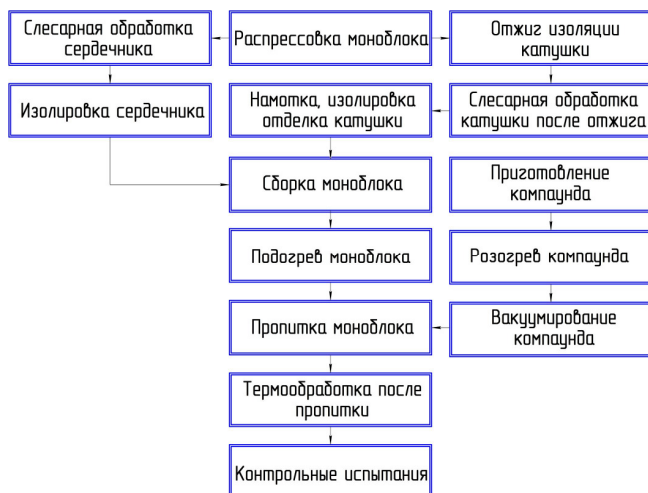 Слесарная обработка
сердечника
Распрессовка моноблока
Отжиг изоляции
катушки
Изолировка сердечника
Намотка, изолировка
отделка катушки
Слесарная обработка
катушки после отжига
Сборка моноблока
Приготовление
компаунда
Подогрев моноблока
Розогрев компаунда
Пропитка моноблока
Вакуумирование
компаунда
Термообработка после
пропитки
Контрольные испытания